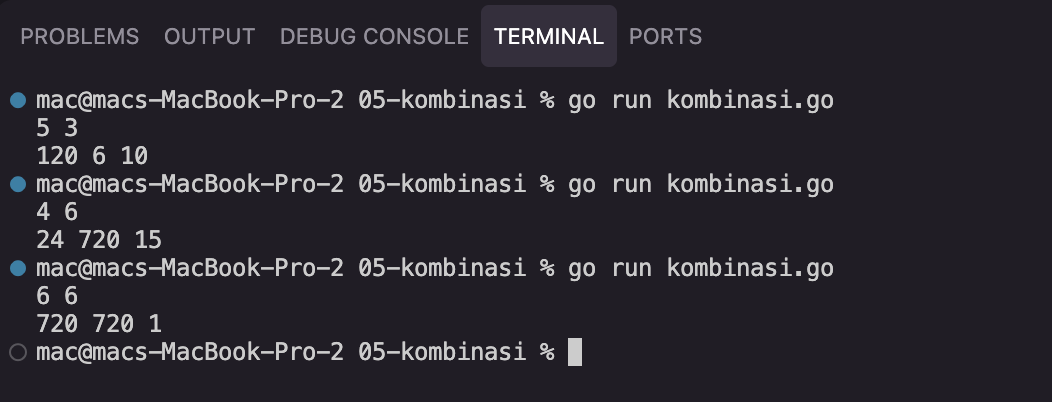 PROBLEMS OUTPUT DEBUG CONSOLE TERMINAL PORTS
mac@macs-MacBook-Pro-2 05-kombinasi % go run kombinasi.go
5 3
120 6 10
mac@macs-MacBook-Pro-2 05-kombinasi % go run kombinasi.go
4 6
24 720 15
mac@macs-MacBook-Pro-2 05-kombinasi % go run kombinasi.go
6 6
720 720 1
mac@macs-MacBook-Pro-2 05-kombinasi %